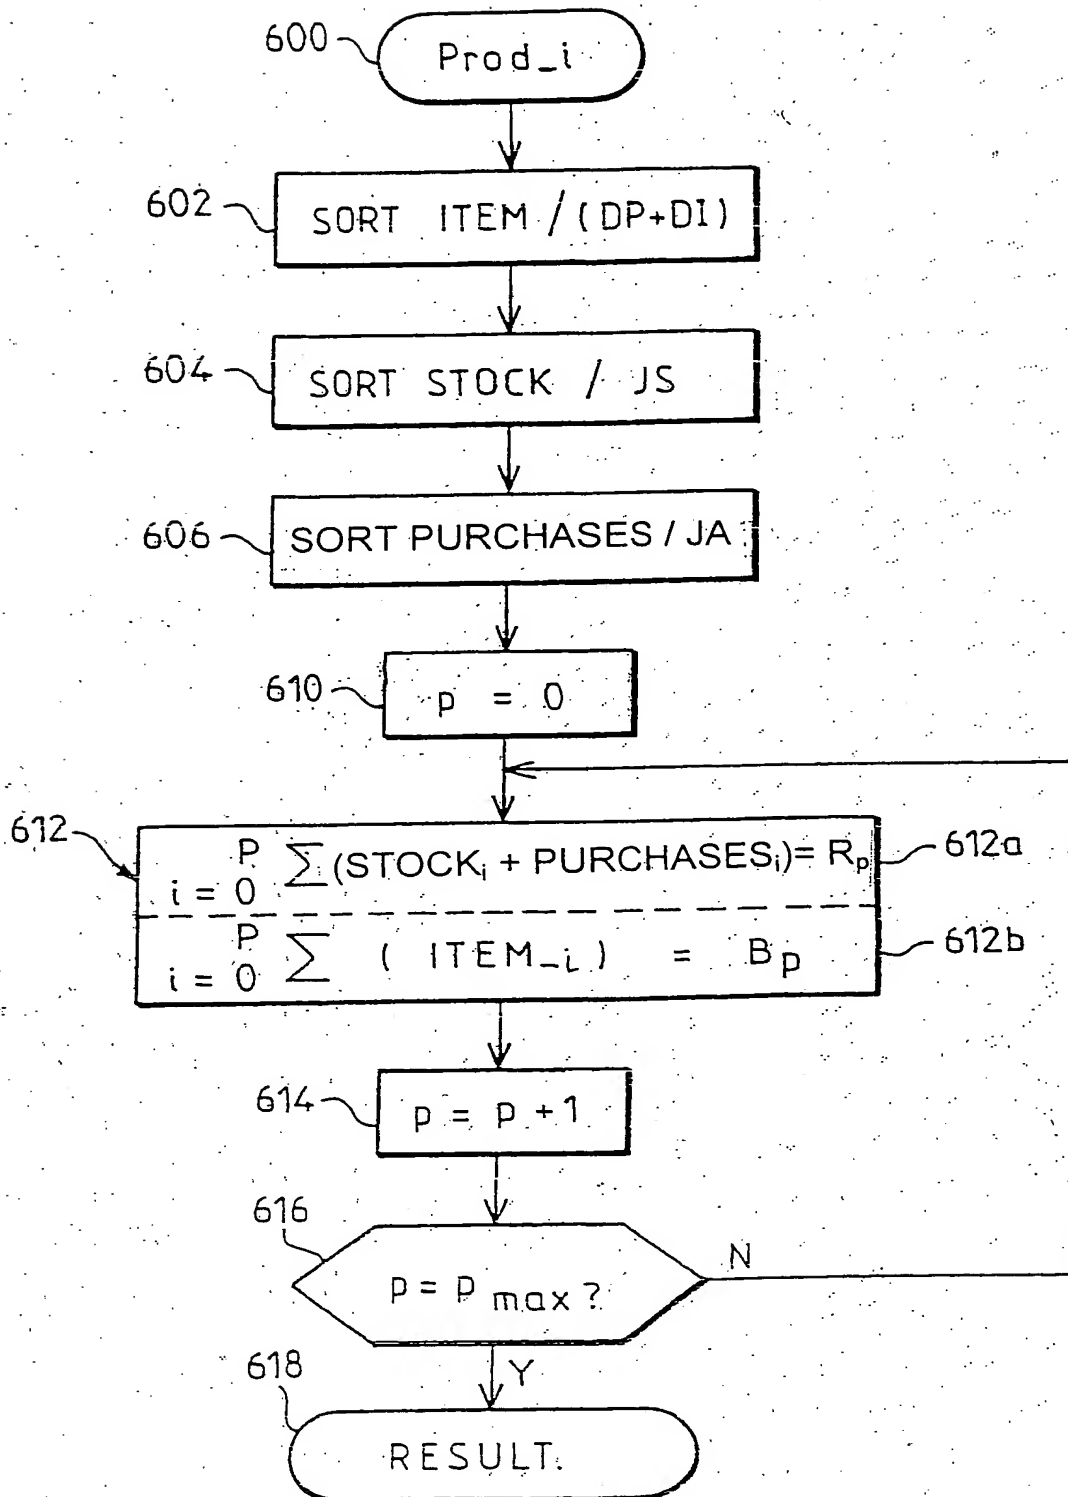 600
Prod_i
602
SORT ITEM / (DP+DI)
604
SORT STOCK / JS
606
SORT PURCHASES / JA
610
p = 0
612
P
i = 0 ∑ (STOCKi + PURCHASESi) = Rp
612a
P
i = 0 ∑ ( ITEM_i ) = Bp
612b
614
p = p + 1
616
p = p max ?
N
Y
618
RESULT.